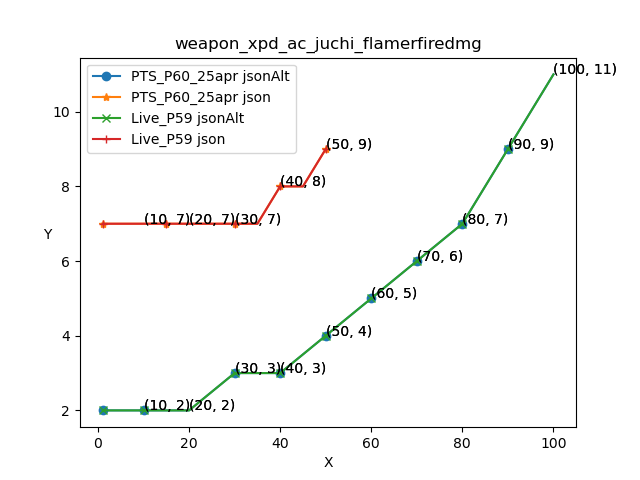 weapon_xpd_ac_juchi_flamerfiredmg
PTS_P60_25apr jsonAlt
PTS_P60_25apr json
Live_P59 jsonAlt
Live_P59 json
(100, 11)
10
(90, 9)
(50, 9)
8
(40, 8)
(10, 7)(20, 7)(30, 7)
(80, 7)
Y
6
(70, 6)
(60, 5)
4
(50, 4)
(30, 3)(40, 3)
2
(10, 2)(20, 2)
0 20 40 60 80 100
X